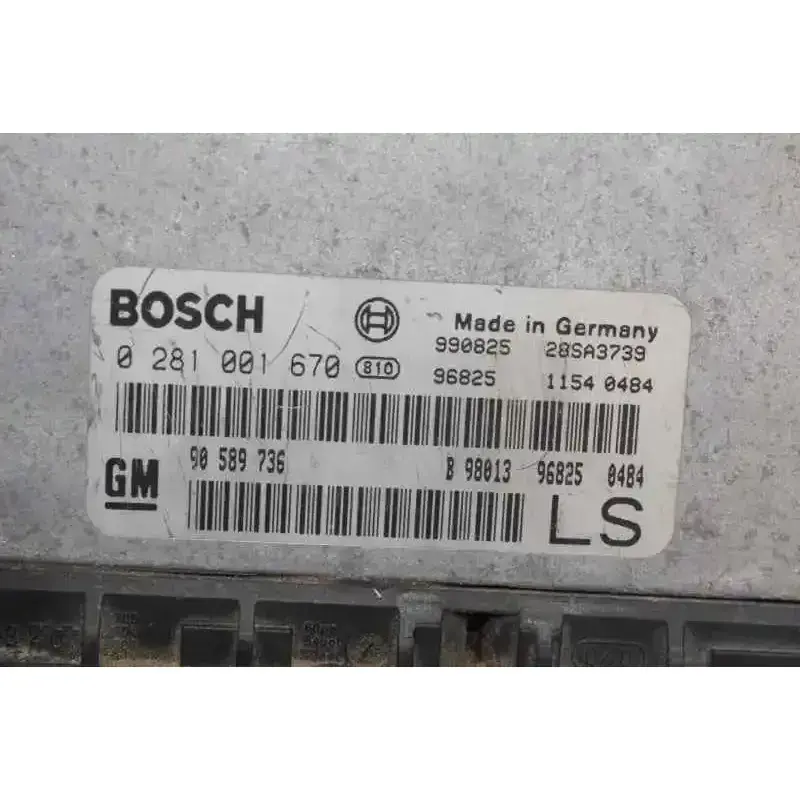 BOSCH
Made in Germany
990825 28SA3739
0 281 001 670 810
96825 1154 0484
GM 90 589 736 B 98013 96825 0484
LS